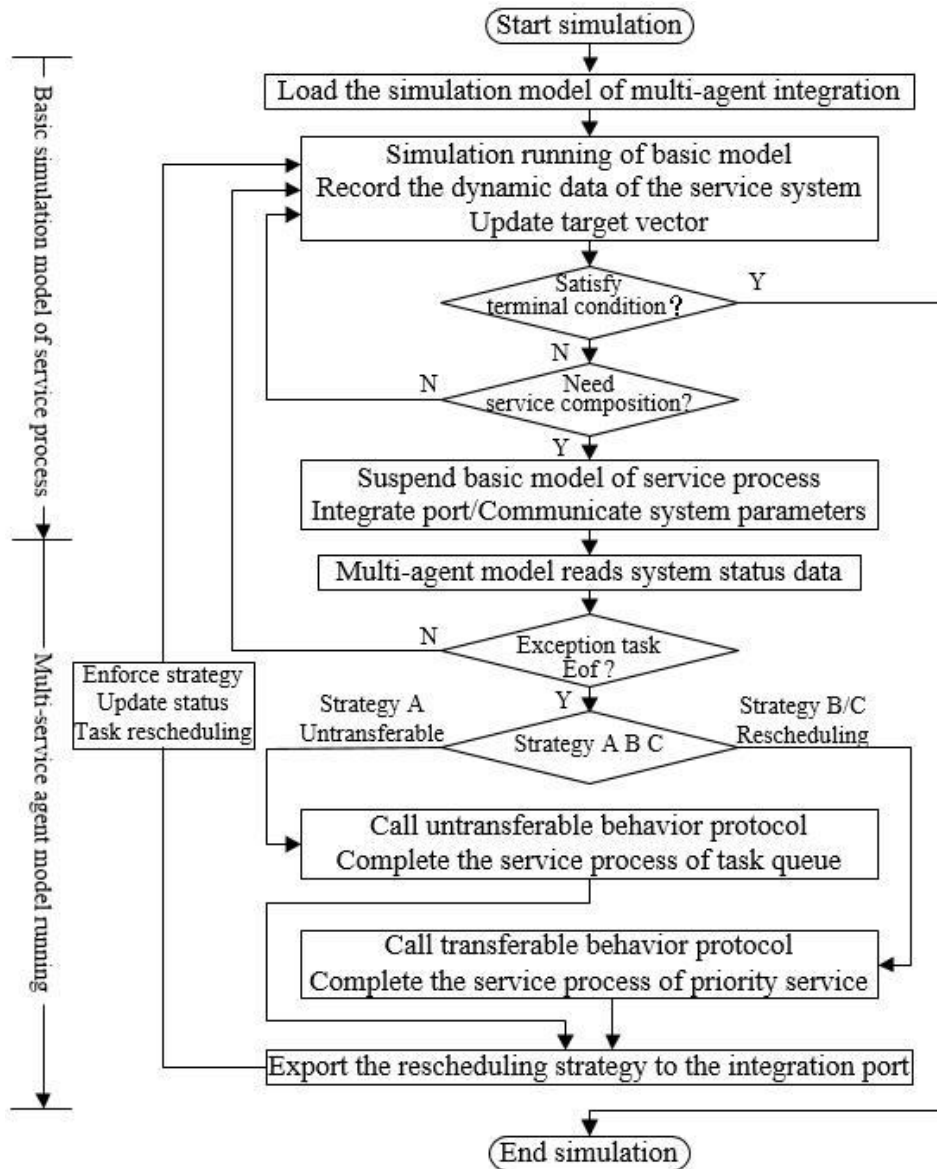 Start simulation
Load the simulation model of multi-agent integration
Simulation running of basic model
Record the dynamic data of the service system
Update target vector
Satisfy
terminal condition?
Y
N
Need
service composition?
N
Y
Suspend basic model of service process
Integrate port/Communicate system parameters
Basic simulation model of service process
Multi-agent model reads system status data
Exception task
Eof ?
N
Y
Enforce strategy
Update status
Task rescheduling
Strategy A
Untransferable
Strategy A B C
Strategy B/C
Rescheduling
Call untransferable behavior protocol
Complete the service process of task queue
Call transferable behavior protocol
Complete the service process of priority service
Export the rescheduling strategy to the integration port
Multi-service agent model running
End simulation